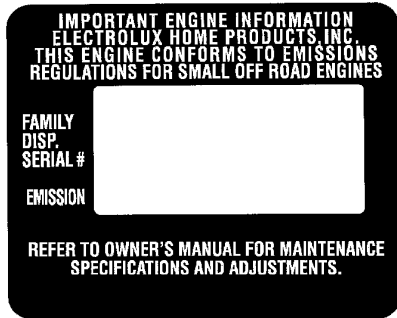 IMPORTANT ENGINE INFORMATION
ELECTROLUX HOME PRODUCTS,INC.
THIS ENGINE CONFORMS TO EMISSIONS
REGULATIONS FOR SMALL OFF ROAD ENGINES
FAMILY
DISP.
SERIAL #
EMISSION
REFER TO OWNER'S MANUAL FOR MAINTENANCE
SPECIFICATIONS AND ADJUSTMENTS.